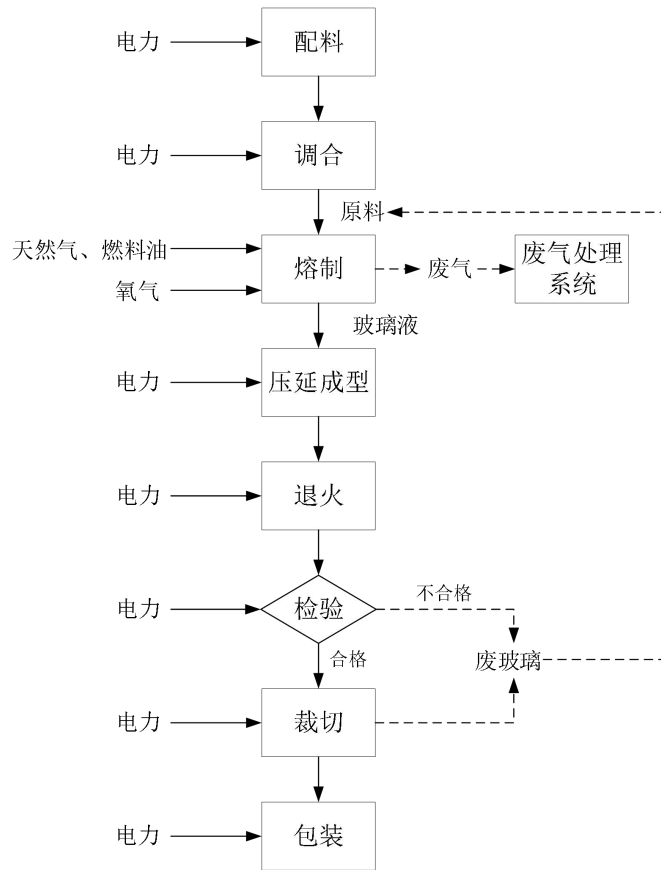 电力
配料
电力
调合
原料
天然气、燃料油
氧气
熔制
废气
废气处理
系统
玻璃液
电力
压延成型
电力
退火
电力
检验
不合格
合格
废玻璃
电力
裁切
电力
包装